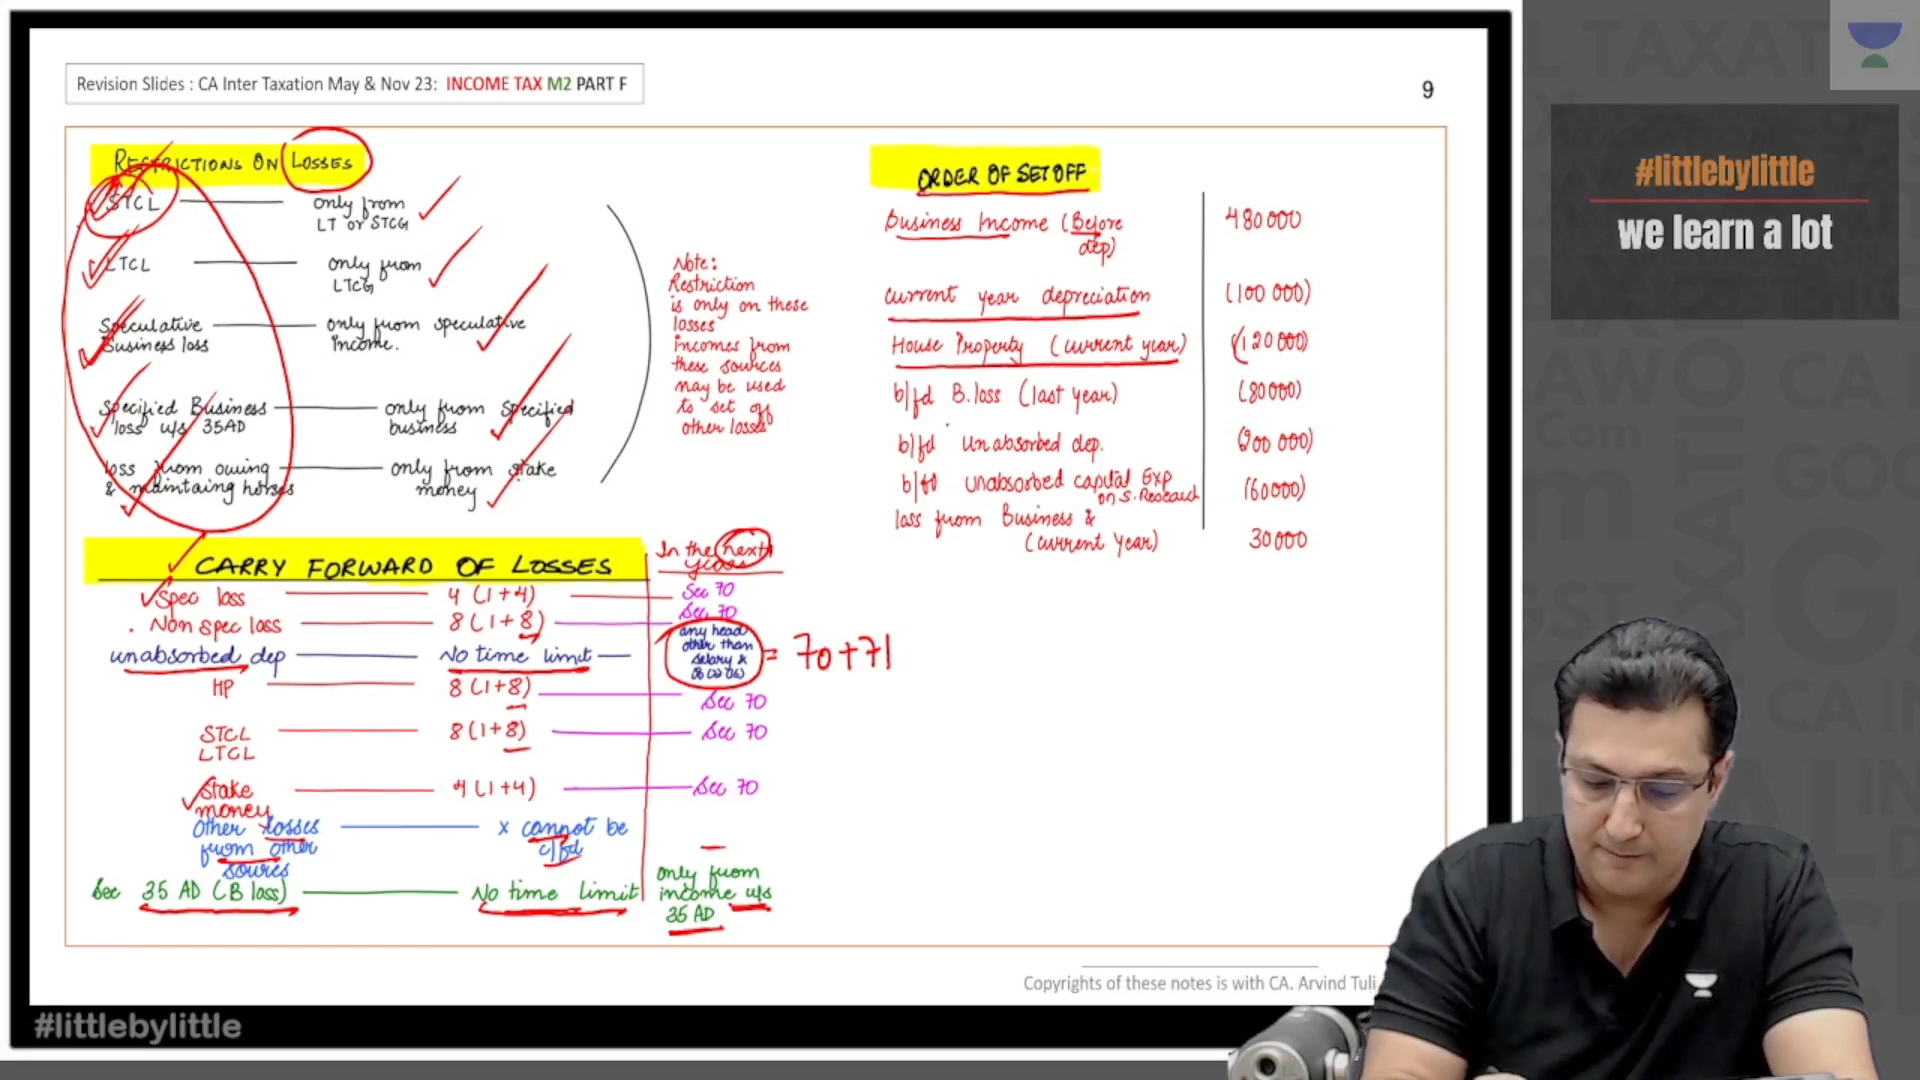 Revision Slides : CA Inter Taxation May & Nov 23: INCOME TAX M2 PART F
9
RESTRICTIONS ON LOSSES
STCL only from
LT or STCG
LTCL only from
LTCG
Speculative only from speculative
Business loss income.
Specified Business only from specified
loss u/s 35AD business
loss from owing only from stake
& maintaing horses money
Note:
Restriction
is only on these
losses
incomes from
these sources
may be used
to set off
other losses
CARRY FORWARD OF LOSSES
In the next
years
Spec loss 4 (1+4) Sec 70
Non spec loss 8 (1+8) Sec 70
unabsorbed dep No time limit
any head
other than
salary &
= 70+71
HP 8 (1+8) Sec 70
STCL 8 (1+8) Sec 70
LTCL
Stake 4 (1+4) Sec 70
money
Other losses x cannot be
from other c/fd
soures
Sec 35 AD (B loss) No time limit
only from
income u/s
35 AD
ORDER OF SET OFF
Business Income (Before 480000
dep)
current year depreciation (100 000)
House Property (current year) (120 000)
b/fd B. loss (last year) (80000)
b/fd unabsorbed dep. (200 000)
b/fd unabsorbed capital Exp (60000)
on S. Research
loss from Business &
(current year) 30000
Copyrights of these notes is with CA. Arvind Tuli
#littlebylittle
#littlebylittle
we learn a lot